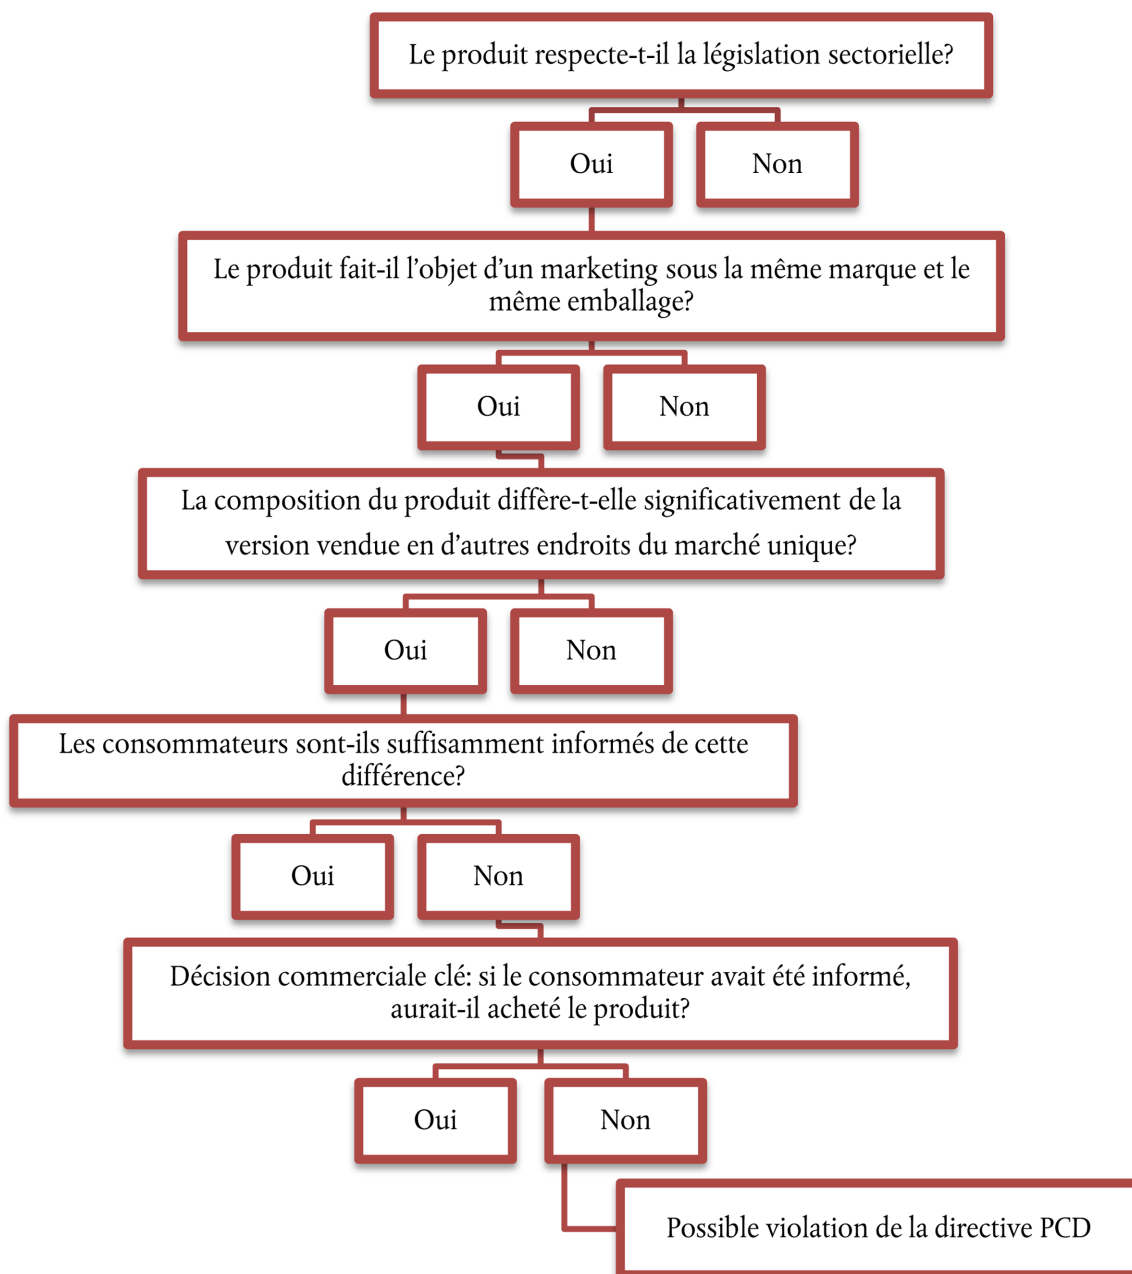 Le produit respecte-t-il la législation sectorielle?
Oui
Non
Le produit fait-il l’objet d’un marketing sous la même marque et le
même emballage?
Oui
Non
La composition du produit diffère-t-elle significativement de la
version vendue en d’autres endroits du marché unique?
Oui
Non
Les consommateurs sont-ils suffisamment informés de cette
différence?
Oui
Non
Décision commerciale clé: si le consommateur avait été informé,
aurait-il acheté le produit?
Oui
Non
Possible violation de la directive PCD